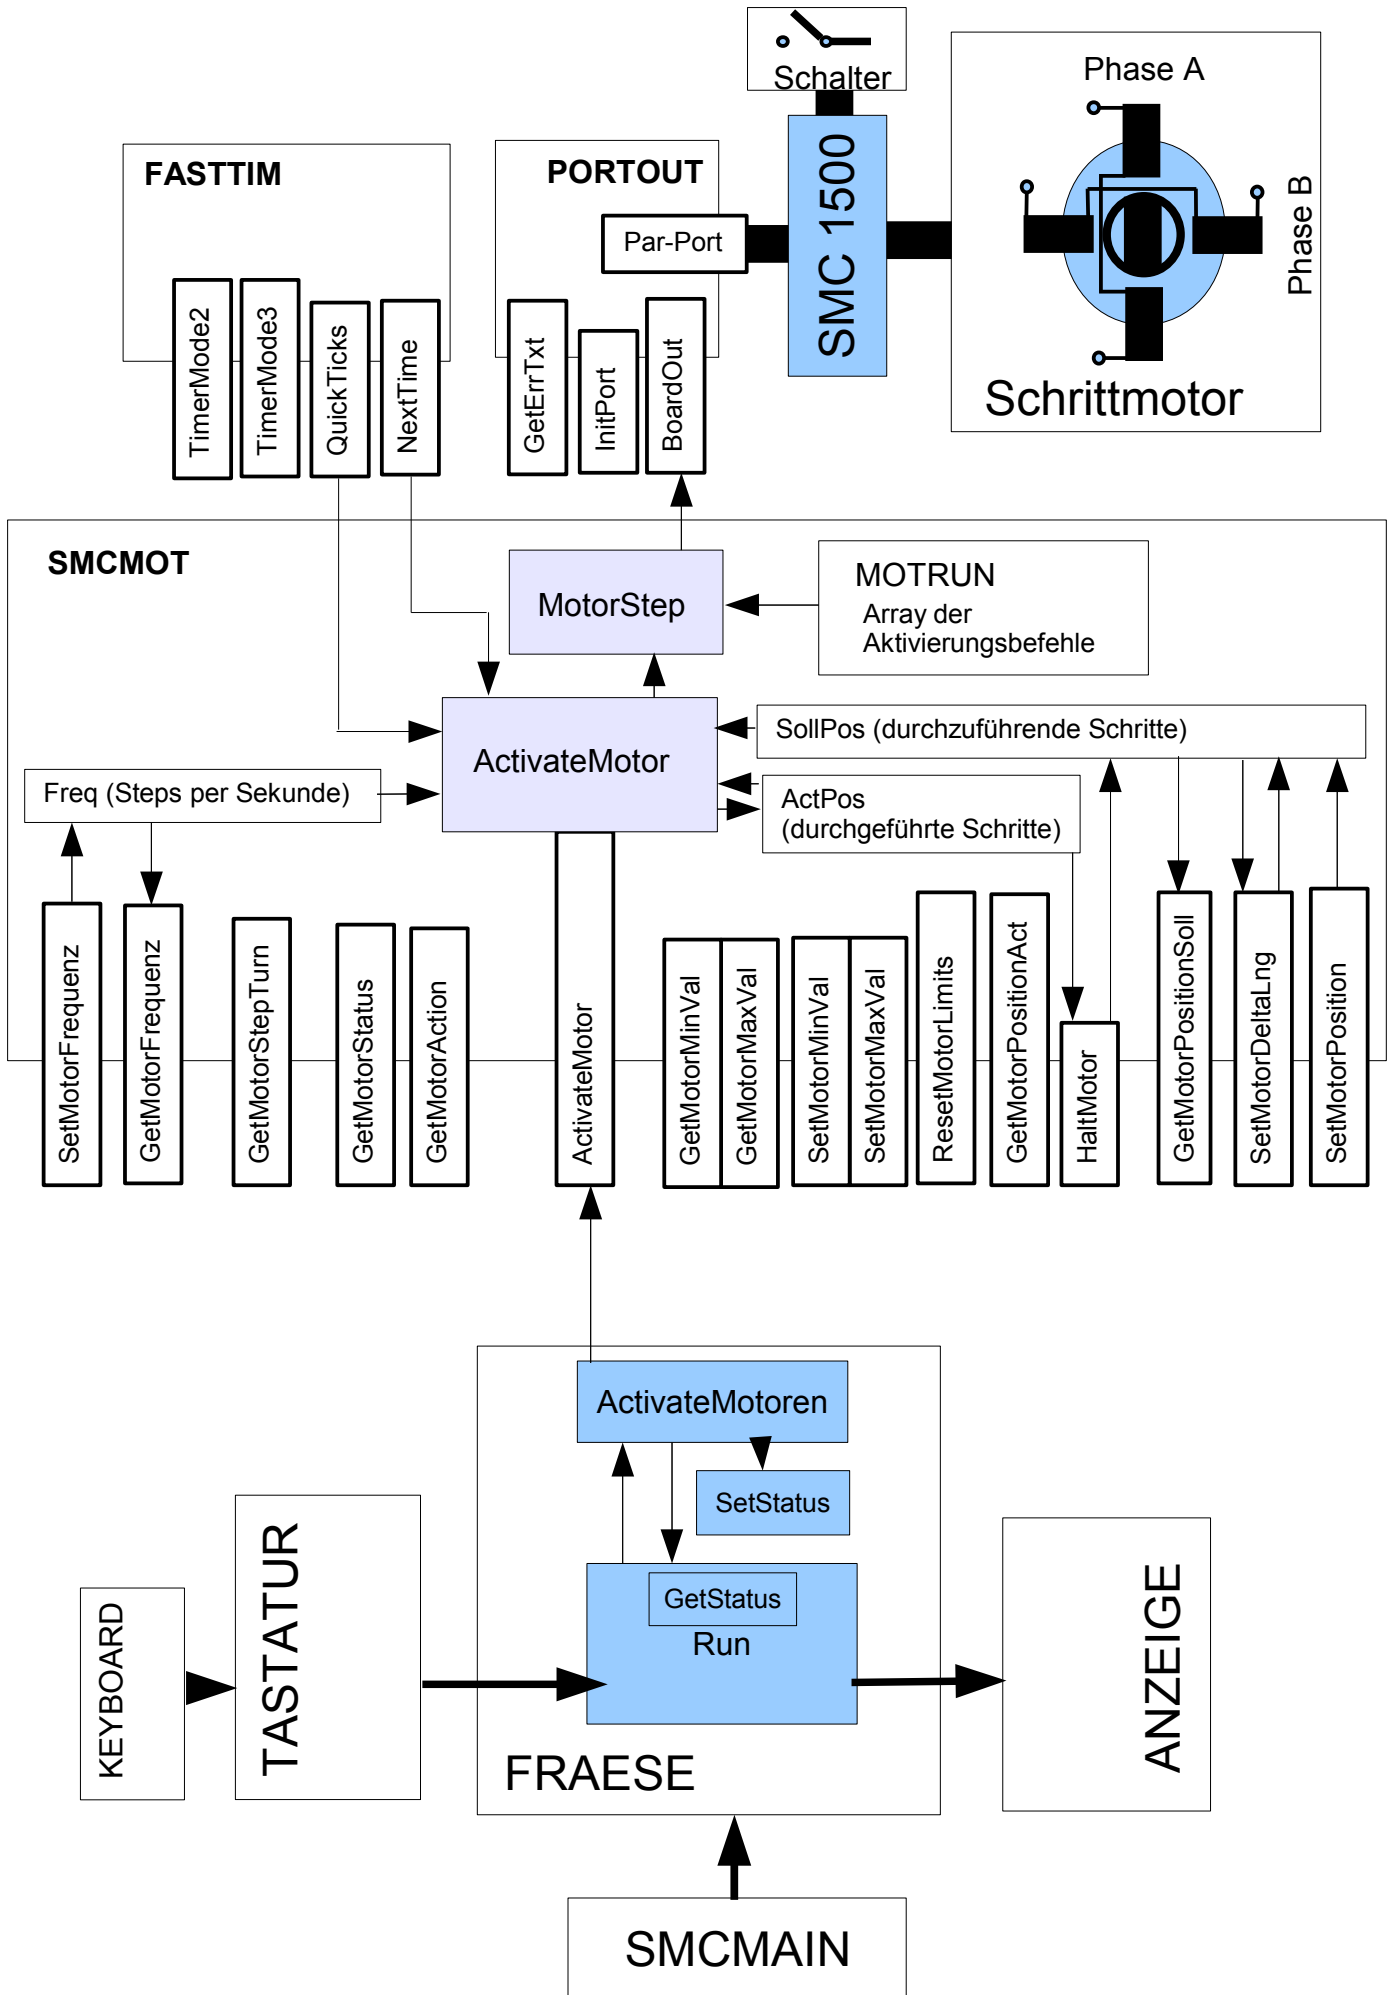 Schalter
Phase A
Phase B
Schrittmotor
SMC 1500
FASTTIM
TimerMode2
TimerMode3
QuickTicks
NextTime
PORTOUT
Par-Port
GetErrTxt
InitPort
BoardOut
SMCMOT
MotorStep
MOTRUN
Array der
Aktivierungsbefehle
ActivateMotor
SollPos (durchzuführende Schritte)
Freq (Steps per Sekunde)
ActPos
(durchgeführte Schritte)
SetMotorFrequenz
GetMotorFrequenz
GetMotorStepTurn
GetMotorStatus
GetMotorAction
ActivateMotor
GetMotorMinVal
GetMotorMaxVal
SetMotorMinVal
SetMotorMaxVal
ResetMotorLimits
GetMotorPositionAct
HaltMotor
GetMotorPositionSoll
SetMotorDeltaLng
SetMotorPosition
ActivateMotoren
SetStatus
GetStatus
Run
FRAESE
KEYBOARD
TASTATUR
ANZEIGE
SMCMAIN